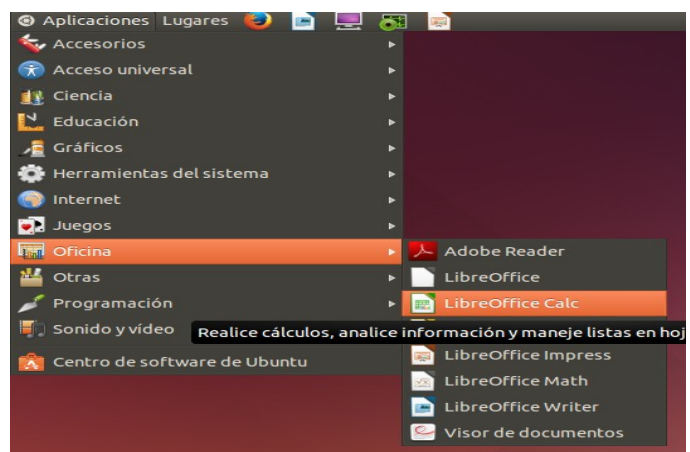 Aplicaciones Lugares
Accesorios
Acceso universal
Ciencia
Educación
Gráficos
Herramientas del sistema
Internet
Juegos
Oficina
Otras
Programación
Sonido y vídeo
Centro de software de Ubuntu
Adobe Reader
LibreOffice
LibreOffice Calc
Realice cálculos, analice información y maneje listas en hoj
LibreOffice Impress
LibreOffice Math
LibreOffice Writer
Visor de documentos